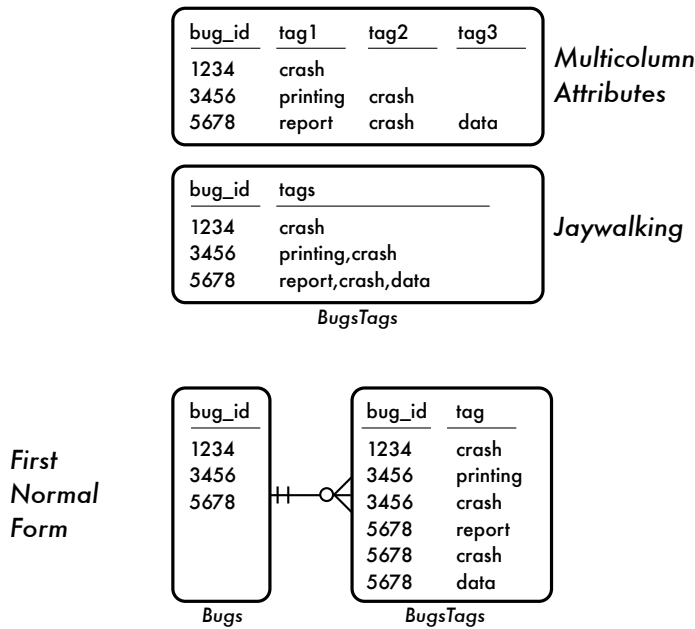 bug_id tag1 tag2 tag3
1234 crash
3456 printing crash
5678 report crash data
Multicolumn
Attributes
bug_id tags
1234 crash
3456 printing,crash
5678 report,crash,data
Jaywalking
BugsTags
First
Normal
Form
bug_id
1234
3456
5678
Bugs
bug_id tag
1234 crash
3456 printing
3456 crash
5678 report
5678 crash
5678 data
BugsTags